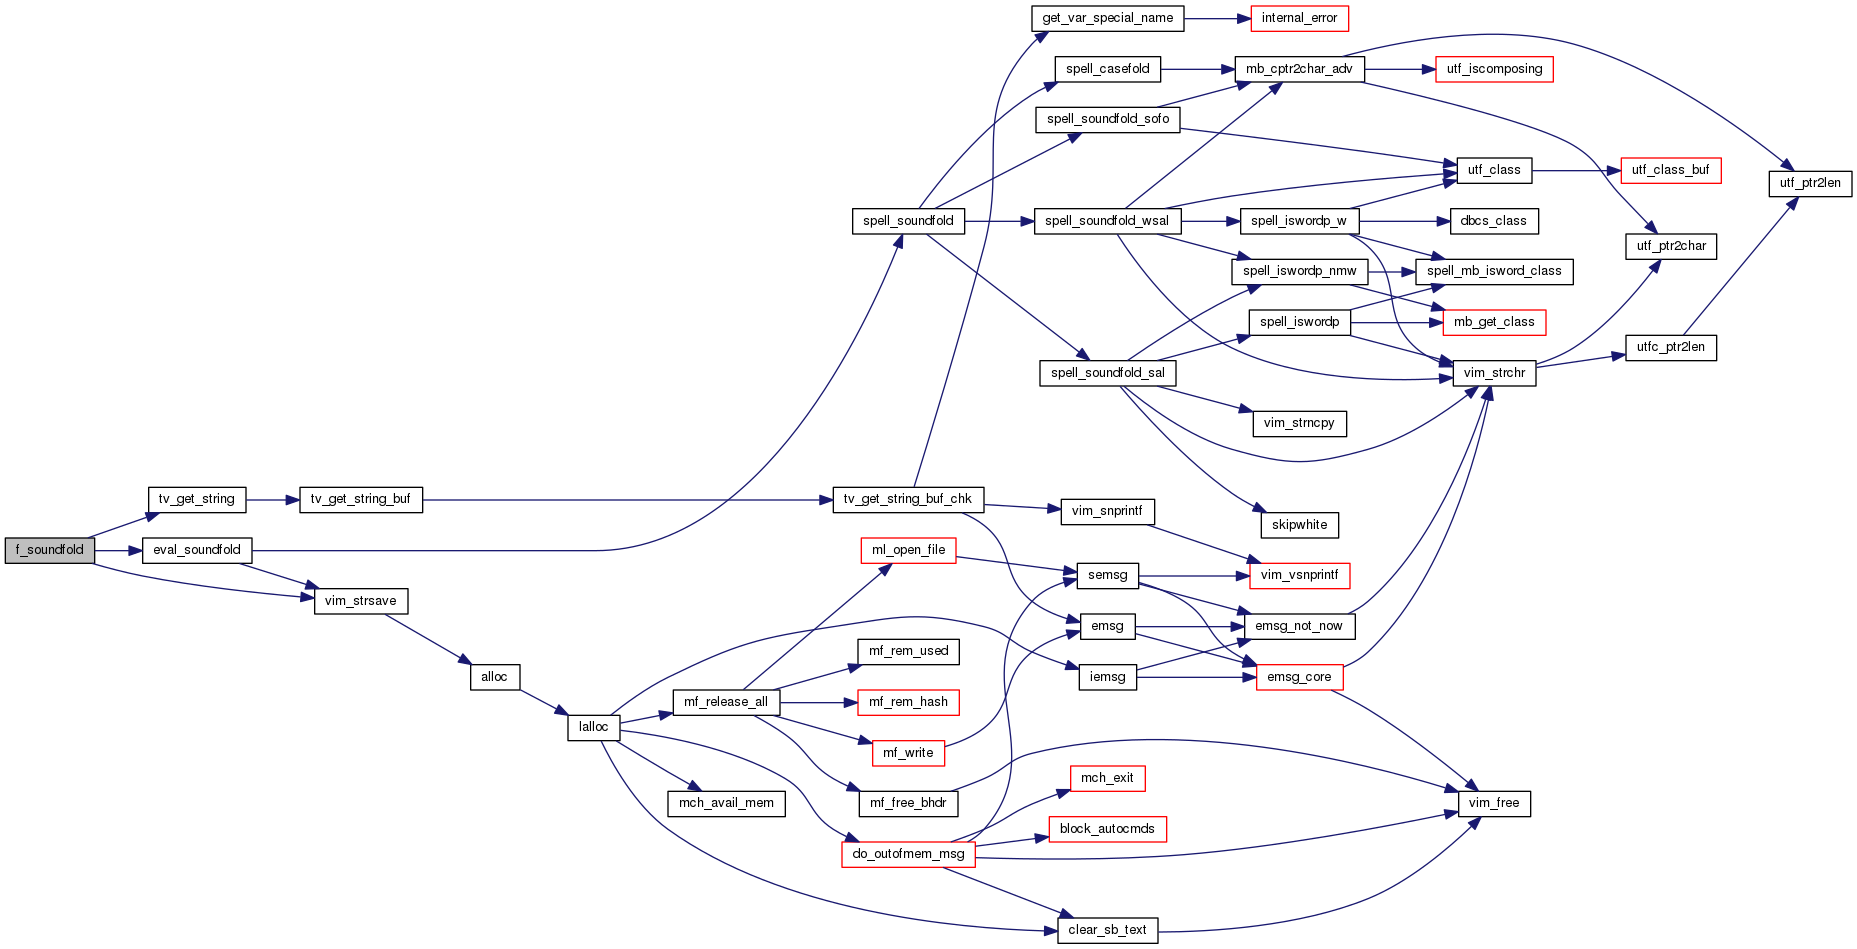 get_var_special_name
internal_error
spell_casefold
mb_cptr2char_adv
utf_iscomposing
spell_soundfold_sofo
utf_class
utf_class_buf
utf_ptr2len
spell_soundfold
spell_soundfold_wsal
spell_iswordp_w
dbcs_class
utf_ptr2char
spell_iswordp_nmw
spell_mb_isword_class
spell_iswordp
mb_get_class
utfc_ptr2len
spell_soundfold_sal
vim_strchr
vim_strncpy
tv_get_string
tv_get_string_buf
tv_get_string_buf_chk
vim_snprintf
skipwhite
f_soundfold
eval_soundfold
ml_open_file
semsg
vim_vsnprintf
vim_strsave
emsg
emsg_not_now
mf_rem_used
alloc
iemsg
emsg_core
mf_release_all
mf_rem_hash
lalloc
mf_write
mch_exit
mch_avail_mem
mf_free_bhdr
vim_free
block_autocmds
do_outofmem_msg
clear_sb_text